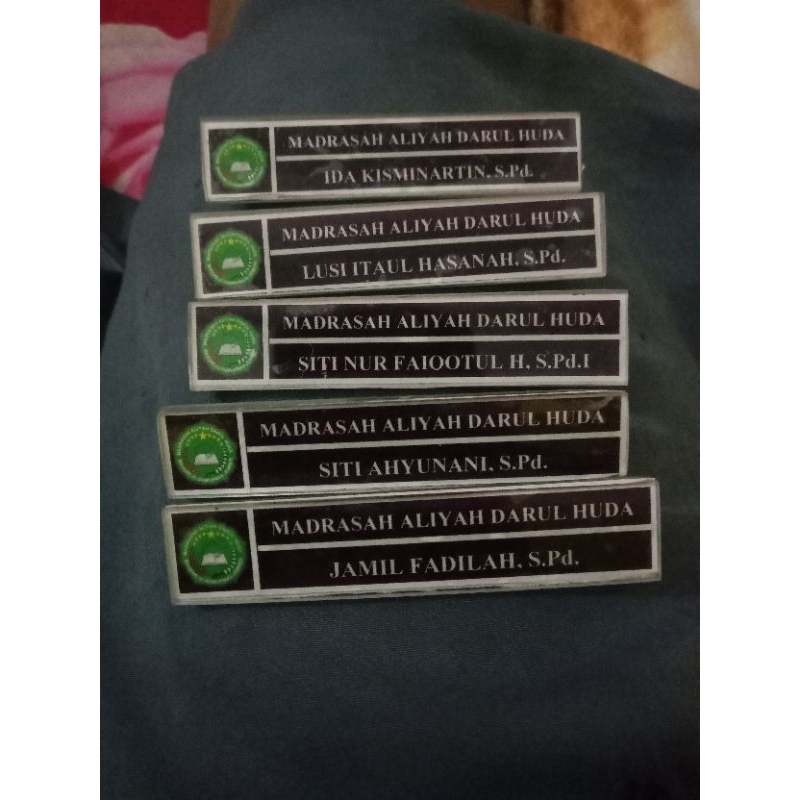 MADRASAH ALIYAH DARUL HUDA
IDA KISMINARTIN, S.Pd.
MADRASAH ALIYAH DARUL HUDA
LUSI ITAUL HASANAH, S.Pd.
MADRASAH ALIYAH DARUL HUDA
SITI NUR FAIOOTUL H, S.Pd.I
MADRASAH ALIYAH DARUL HUDA
SITI AHYUNANI, S.Pd.
MADRASAH ALIYAH DARUL HUDA
JAMIL FADILAH, S.Pd.